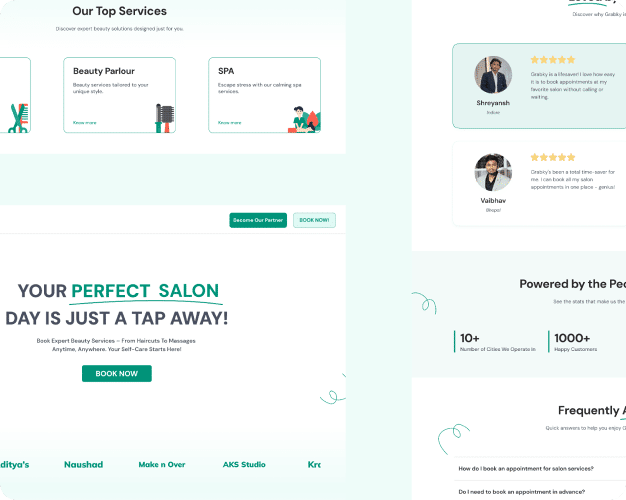 Our Top Services
Discover expert beauty solutions designed just for you.
Beauty Parlour
Beauty services tailored to your
unique style.
Know more
SPA
Escape stress with our calming spa
services.
Know more
Become Our Partner
BOOK NOW!
YOUR PERFECT SALON
DAY IS JUST A TAP AWAY!
Book Expert Beauty Services – From Haircuts To Massages
Anytime, Anywhere. Your Self-Care Starts Here!
BOOK NOW
Naushad
Make n Over
AKS Studio
Discover why Grabby
Grabby is a lifesaver! I love how easy
it is to book appointments at my
favorite salon without calling or
waiting.
Shreyansh
Indore
Grabby's been a total time-saver for
me. I can book all my salon
appointments in one place - genius!
Vaibhav
Bhopal
Powered by the
See the stats that make us the
10+
Number of Cities We Operate In
1000+
Happy Customers
Frequently
Quick answers to help you enjoy
How do I book an appointment for salon services?
Do I need to book an appointment in advance?